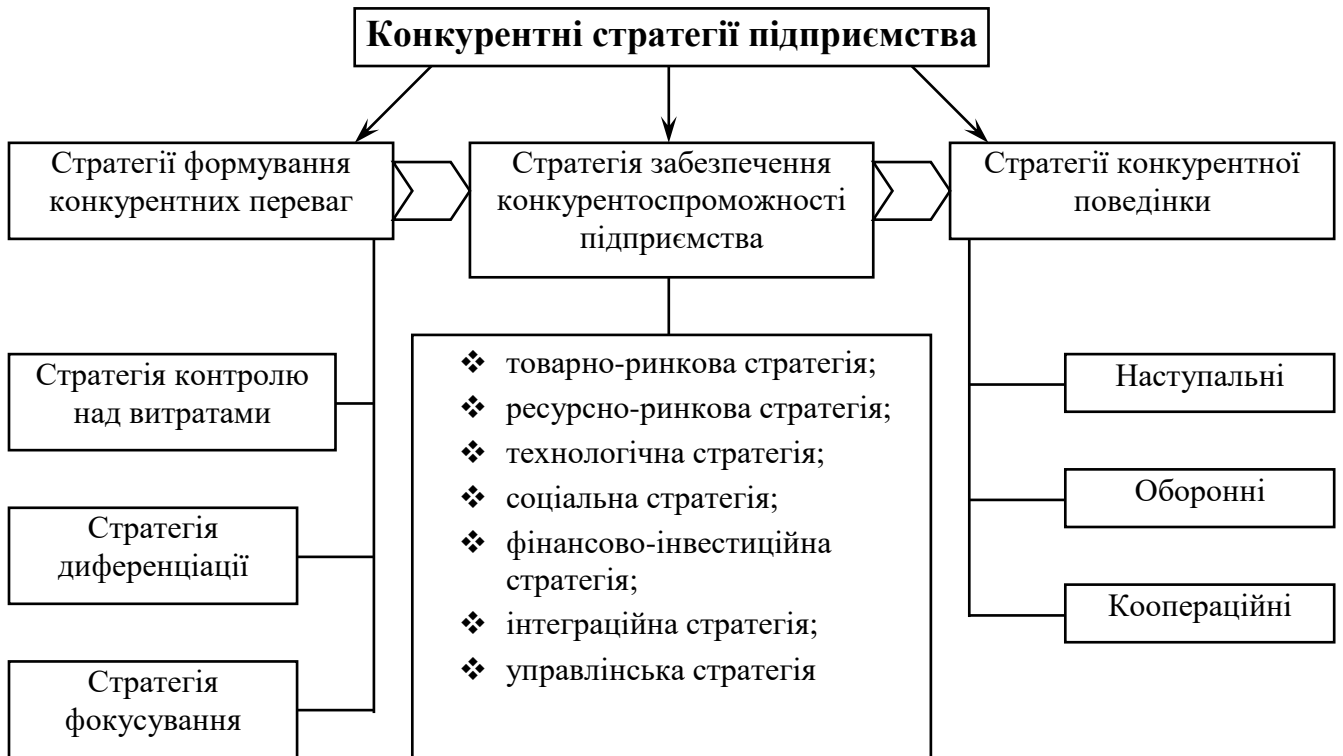 Конкурентні стратегії підприємства
Стратегії формування
конкурентних переваг
Стратегія забезпечення
конкурентоспроможності
підприємства
Стратегії конкурентної
поведінки
Стратегія контролю
над витратами
Стратегія
диференціації
Стратегія
фокусування
❖ товарно-ринкова стратегія;
❖ ресурсно-ринкова стратегія;
❖ технологічна стратегія;
❖ соціальна стратегія;
❖ фінансово-інвестиційна
стратегія;
❖ інтеграційна стратегія;
❖ управлінська стратегія
Наступальні
Оборонні
Коопераційні